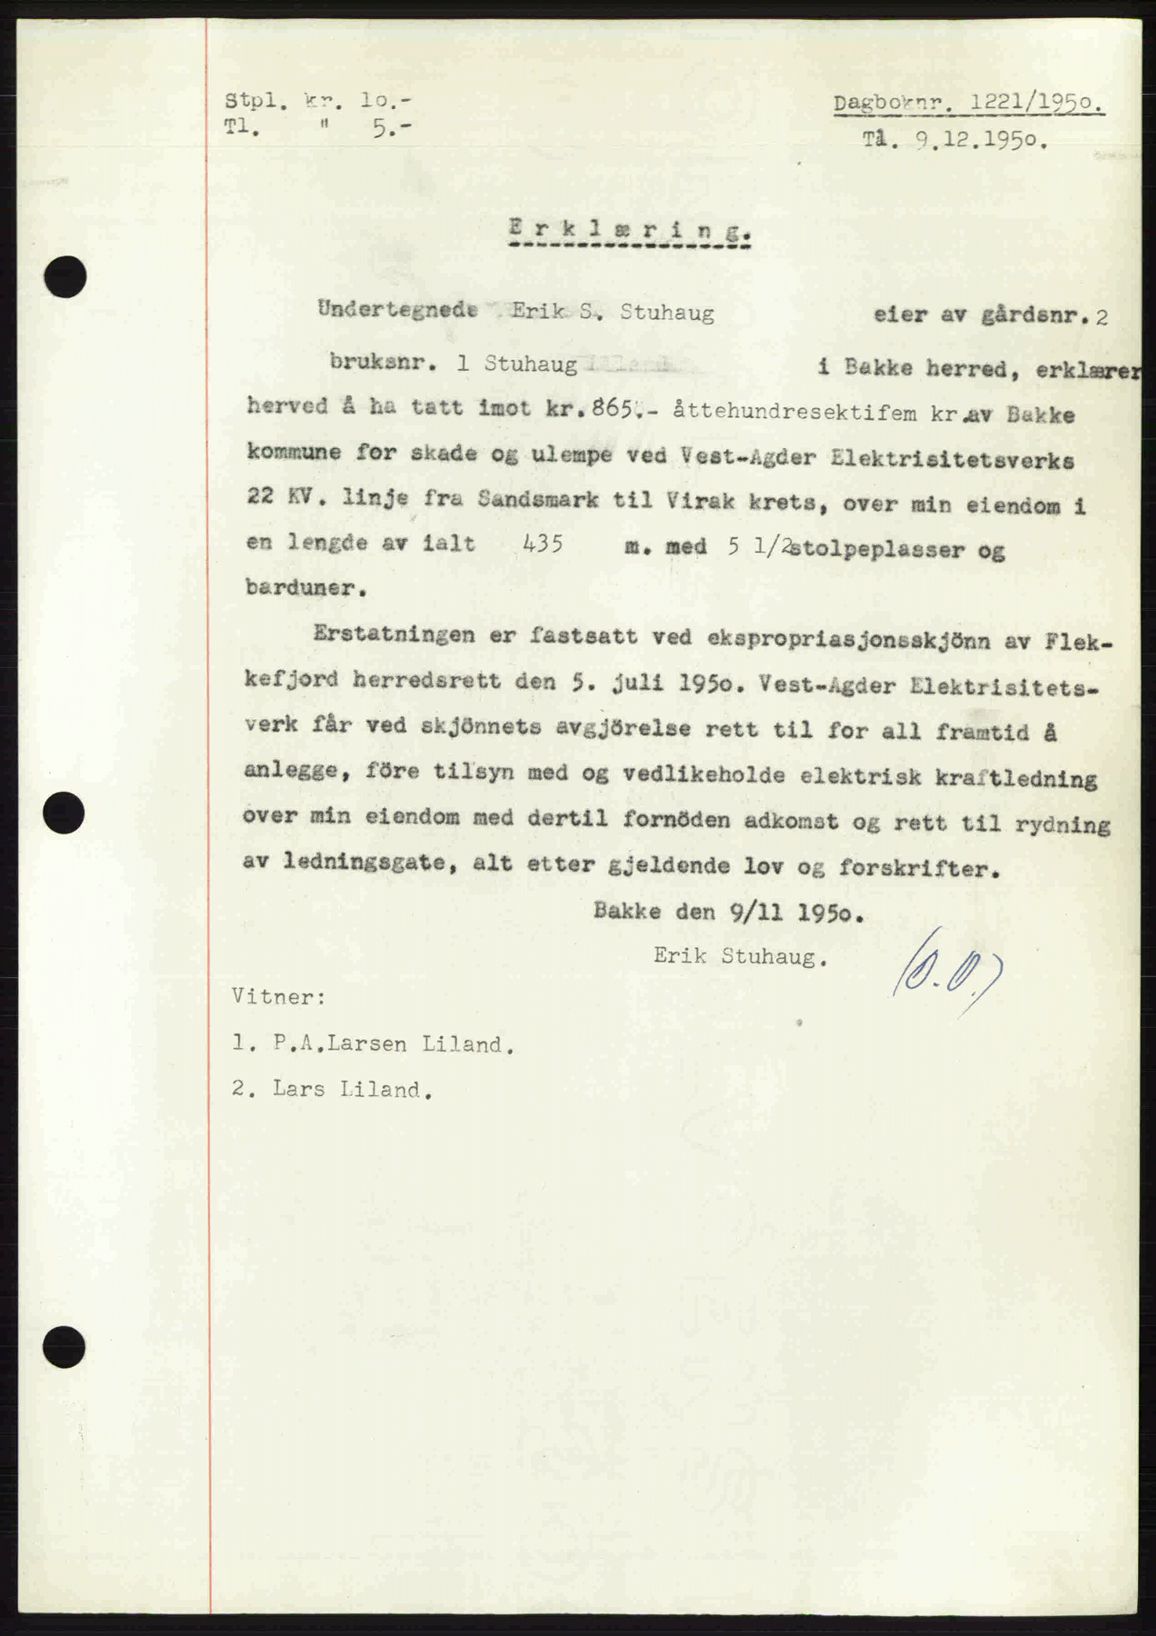 Stpl. kr. 10.-
Tl. " 5.-
Dagboknr. 1221/1950.
Tl. 9.12.1950.
Erklæring.
Undertegnede Erik S. Stuhaug eier av gårdsnr. 2
bruksnr. 1 Stuhaug i Bakke herred, erklærer
herved å ha tatt imot kr. 865.- åttehundresektifem kr. av Bakke
kommune for skade og ulempe ved Vest-Agder Elektrisitetsverks
22 KV. linje fra Sandsmark til Virak krets, over min eiendom i
en lengde av ialt 435 m. med 5 1/2 stolpeplasser og
barduner.
Erstatningen er fastsatt ved ekspropriasjonsskjönn av Flek-
kefjord herredsrett den 5. juli 1950. Vest-Agder Elektrisitets-
verk får ved skjönnets avgjörelse rett til for all framtid å
anlegge, före tilsyn med og vedlikeholde elektrisk kraftledning
over min eiendom med dertil fornöden adkomst og rett til rydning
av ledningsgate, alt etter gjeldende lov og forskrifter.
Bakke den 9/11 1950.
Erik Stuhaug.
(O.O.)
Vitner:
1. P.A.Larsen Liland.
2. Lars Liland.